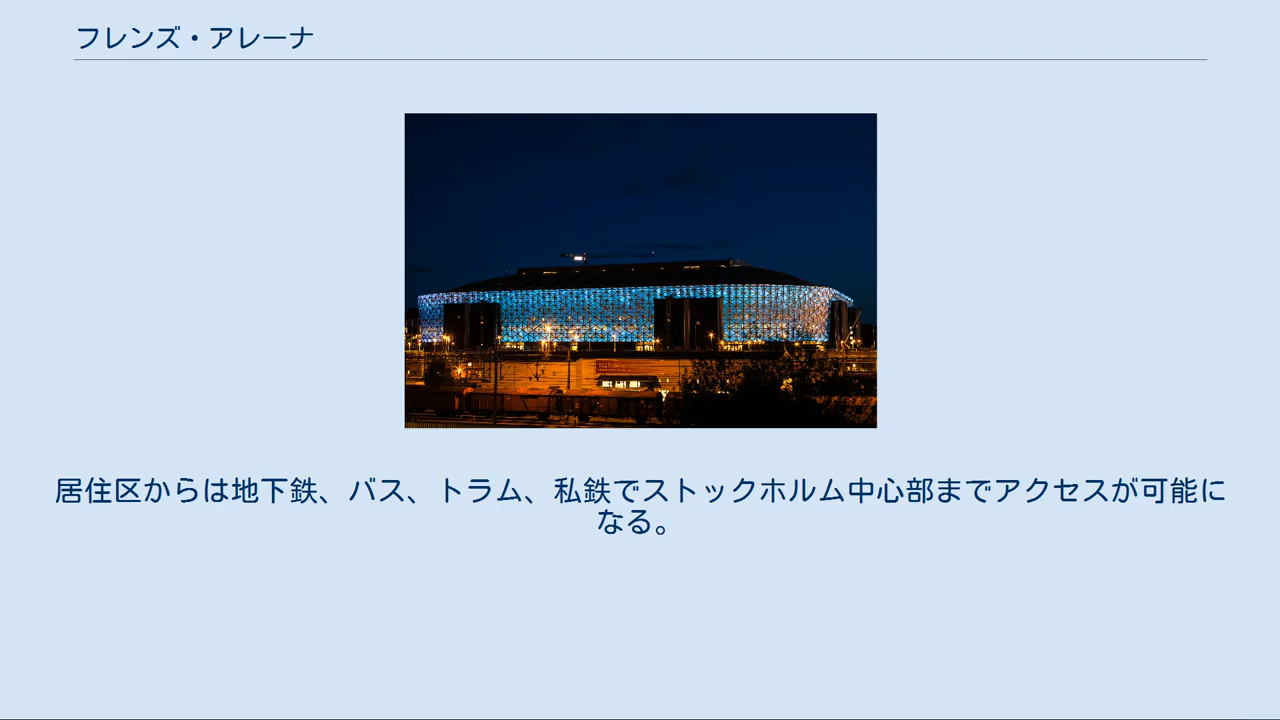 フレンズ・アレーナ
居住区からは地下鉄、バス、トラム、私鉄でストックホルム中心部までアクセスが可能に
なる。